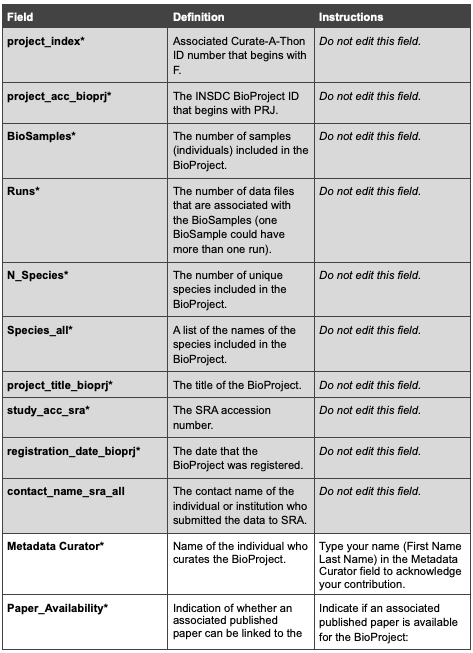 Field Definition Instructions
project_index* Associated Curate-A-Thon Do not edit this field.
ID number that begins with
F.
project_acc_bioprj* The INSDC BioProject ID Do not edit this field.
that begins with PRJ.
BioSamples* The number of samples Do not edit this field.
(individuals) included in the
BioProject.
Runs* The number of data files Do not edit this field.
that are associated with
the BioSamples (one
BioSample could have
more than one run).
N_Species* The number of unique Do not edit this field.
species included in the
BioProject.
Species_all* A list of the names of the Do not edit this field.
species included in the
BioProject.
project_title_bioprj* The title of the BioProject. Do not edit this field.
study_acc_sra* The SRA accession Do not edit this field.
number.
registration_date_bioprj* The date that the Do not edit this field.
BioProject was registered.
contact_name_sra_all The contact name of the Do not edit this field.
individual or institution who
submitted the data to SRA.
Metadata Curator* Name of the individual who Type your name (First Name
curates the BioProject. Last Name) in the Metadata
Curator field to acknowledge
your contribution.
Paper_Availability* Indication of whether an Indicate if an associated
associated published published paper is available
paper can be linked to the for the BioProject: